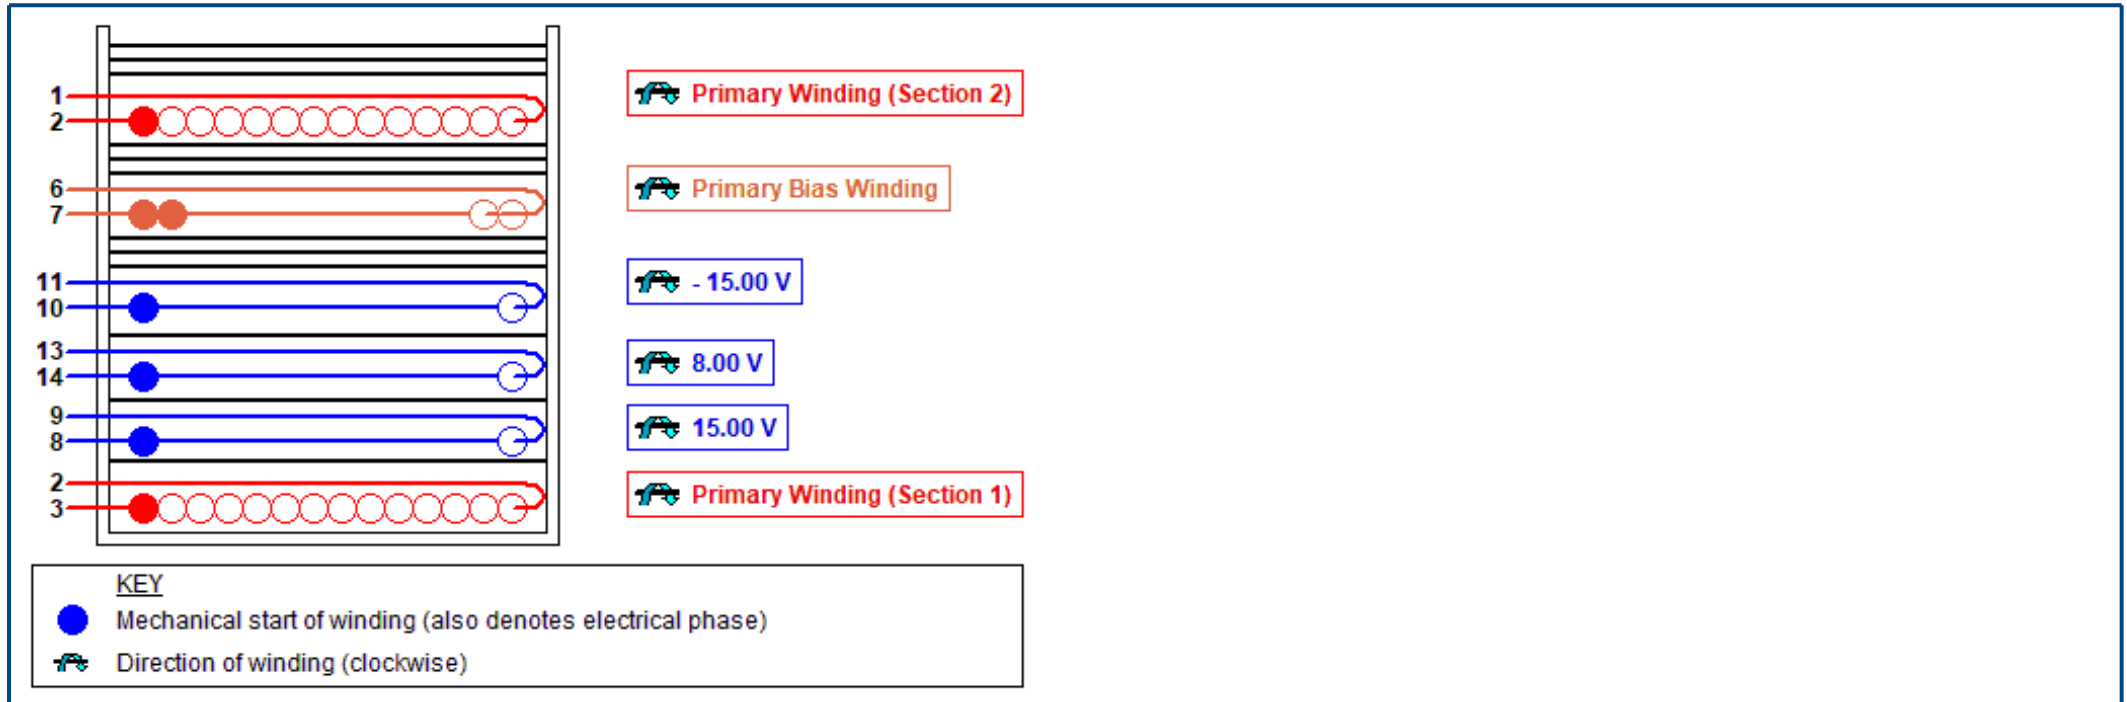 1
2
Primary Winding (Section 2)
6
7
Primary Bias Winding
11
10
- 15.00 V
13
14
8.00 V
9
8
15.00 V
2
3
Primary Winding (Section 1)
KEY
Mechanical start of winding (also denotes electrical phase)
Direction of winding (clockwise)